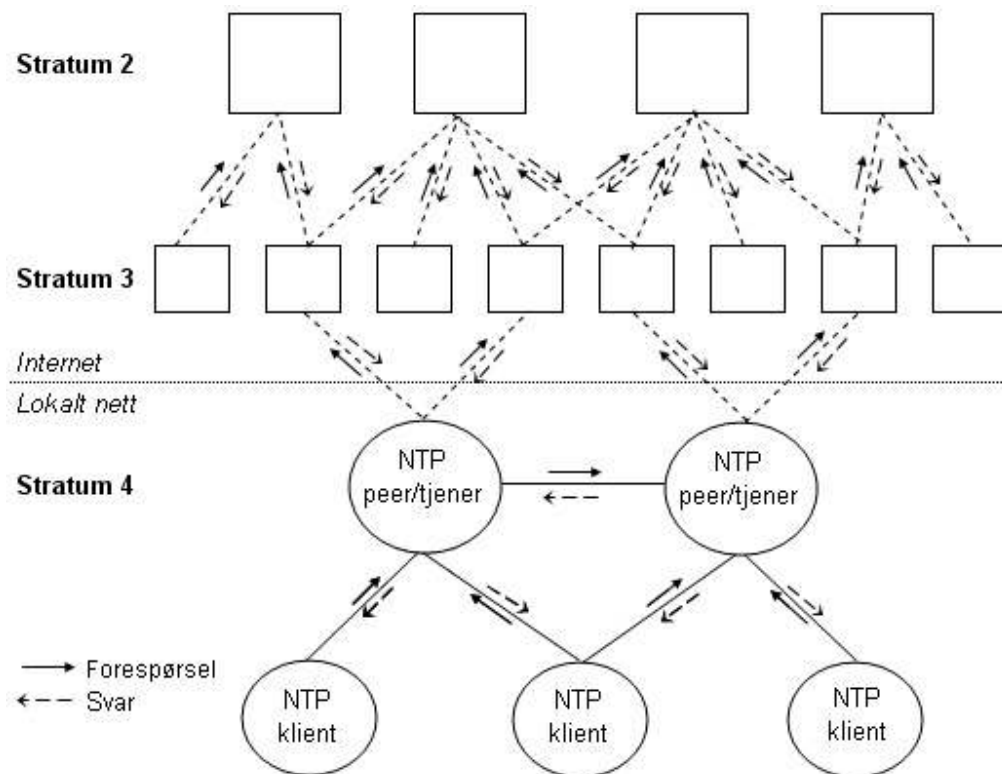 Stratum 2
Stratum 3
Internet
Lokalt nett
Stratum 4
NTP
peer/tjener
NTP
peer/tjener
Forespørsel
Svar
NTP
klient
NTP
klient
NTP
klient